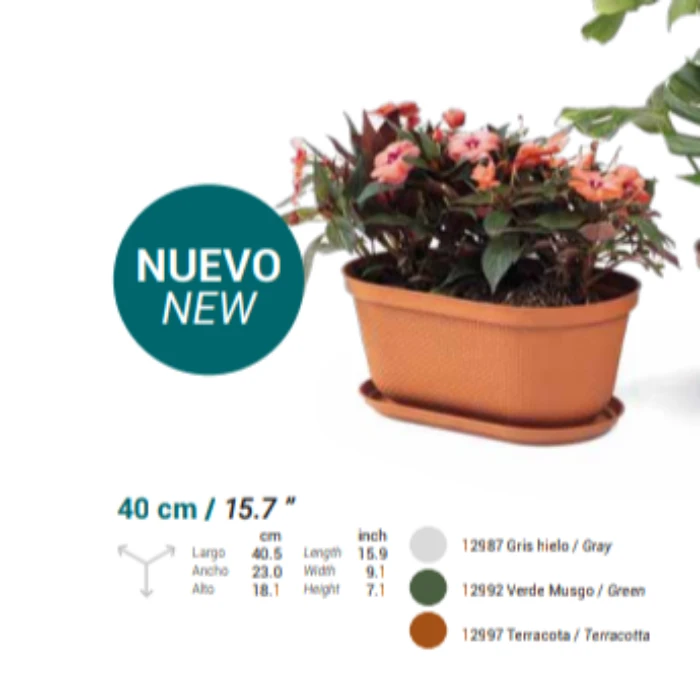 NUEVO
NEW
40 cm / 15.7 "
cm inch
Largo 40.5 Length 15.9
Ancho 23.0 Width 9.1
Alto 18.1 Height 7.1
12987 Gris hielo / Gray
12992 Verde Musgo / Green
12997 Terracota / Terracotta